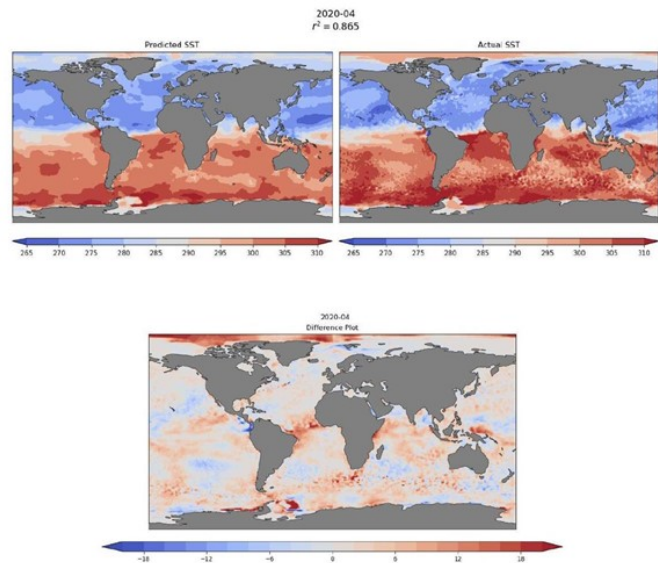 2020-04
r² = 0.865
Predicted SST
Actual SST
265 270 275 280 285 290 295 300 305 310
265 270 275 280 285 290 295 300 305 310
2020-04
Difference Plot
−18 −12 −6 0 6 12 18